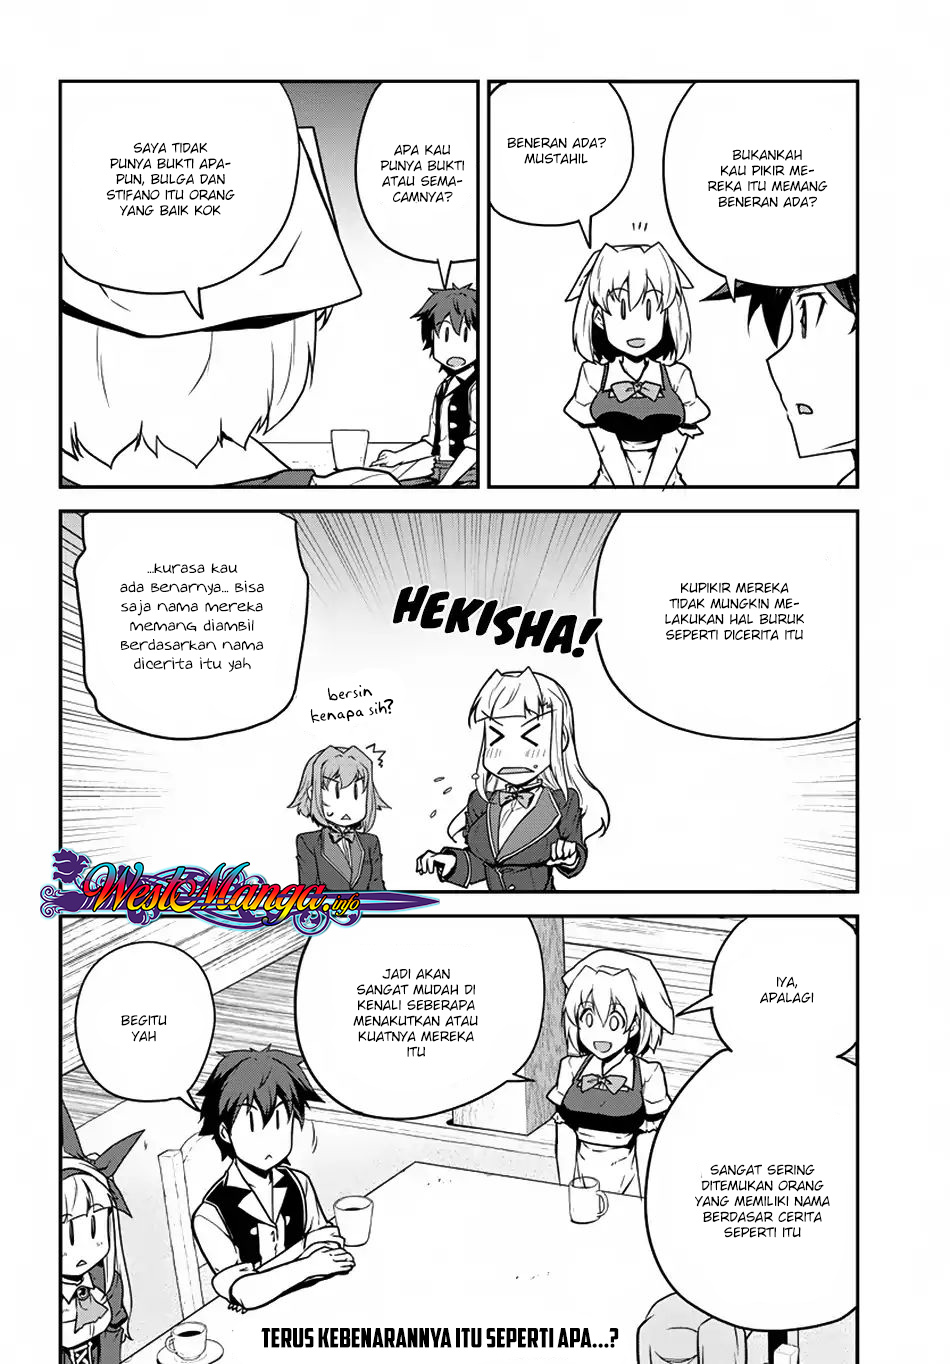 BUKANKAH
KAU PIKIR ME-
REKA ITU MEMANG
BENERAN ADA?
BENERAN ADA?
MUSTAHIL
APA KAU
PUNYA BUKTI
ATAU SEMA-
CAMNYA?
SAYA TIDAK
PUNYA BUKTI APA-
PUN, BULGA DAN
STIFANO ITU ORANG
YANG BAIK KOK
KUPIKIR MEREKA
TIDAK MUNGKIN ME-
LAKUKAN HAL BURUK
SEPERTI DICERITA ITU
HEKISHA!
bersin
kenapa sih?
...kurasa kau
ada Benarnya... Bisa
saja nama mereka
memang diambil
Berdasarkan nama
dicerita itu yah
WestManga.info
IYA,
APALAGI
SANGAT SERING
DITEMUKAN ORANG
YANG MEMILIKI NAMA
BERDASAR CERITA
SEPERTI ITU
JADI AKAN
SANGAT MUDAH DI
KENALI SEBERAPA
MENAKUTKAN ATAU
KUATNYA MEREKA
ITU
BEGITU
YAH
TERUS KEBENARANNYA ITU SEPERTI APA...?